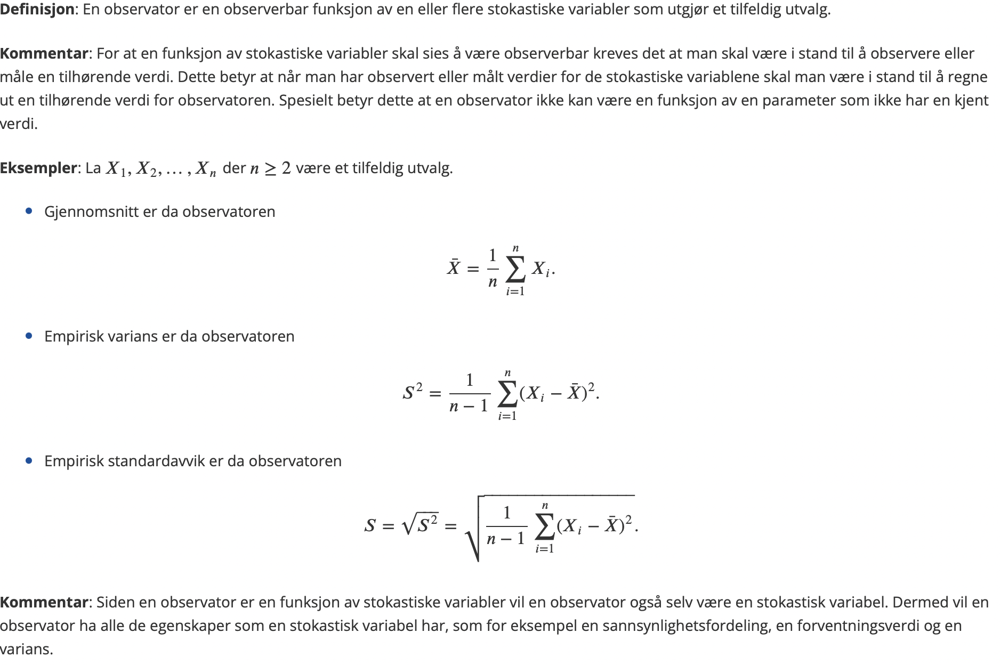 Definisjon: En observator er en observerbar funksjon av en eller flere stokastiske variabler som utgjør et tilfeldig utvalg.
Kommentar: For at en funksjon av stokastiske variabler skal sies å være observerbar kreves det at man skal være i stand til å observere eller
måle en tilhørende verdi. Dette betyr at når man har observert eller målt verdier for de stokastiske variablene skal man være i stand til å regne
ut en tilhørende verdi for observatoren. Spesielt betyr dette at en observator ikke kan være en funksjon av en parameter som ikke har en kjent
verdi.
Eksempler: La X₁, X₂, … , Xₙ der n ≥ 2 være et tilfeldig utvalg.
• Gjennomsnitt er da observatoren
$\bar{X} = \frac{1}{n} \sum_{i=1}^{n} X_i.$
• Empirisk varians er da observatoren
$S^2 = \frac{1}{n-1} \sum_{i=1}^{n} (X_i - \bar{X})^2.$
• Empirisk standardavvik er da observatoren
$S = \sqrt{S^2} = \sqrt{\frac{1}{n-1} \sum_{i=1}^{n} (X_i - \bar{X})^2}.$
Kommentar: Siden en observator er en funksjon av stokastiske variabler vil en observator også selv være en stokastisk variabel. Dermed vil en
observator ha alle de egenskaper som en stokastisk variabel har, som for eksempel en sannsynlighetsfordeling, en forventningsverdi og en
varians.